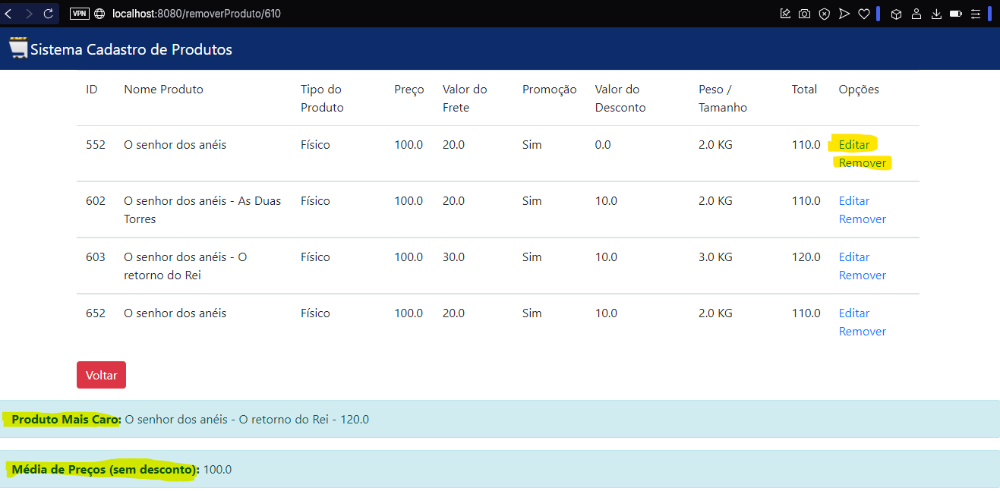 VPN localhost:8080/removerProduto/610
Sistema Cadastro de Produtos
ID Nome Produto Tipo do Produto Preço Valor do Frete Promoção Valor do Desconto Peso / Tamanho Total Opções
552 O senhor dos anéis Físico 100.0 20.0 Sim 0.0 2.0 KG 110.0 Editar
Remover
602 O senhor dos anéis - As Duas Torres Físico 100.0 20.0 Sim 10.0 2.0 KG 110.0 Editar
Remover
603 O senhor dos anéis - O retorno do Rei Físico 100.0 30.0 Sim 10.0 3.0 KG 120.0 Editar
Remover
652 O senhor dos anéis Físico 100.0 20.0 Sim 10.0 2.0 KG 110.0 Editar
Remover
Voltar
Produto Mais Caro: O senhor dos anéis - O retorno do Rei - 120.0
Média de Preços (sem desconto): 100.0